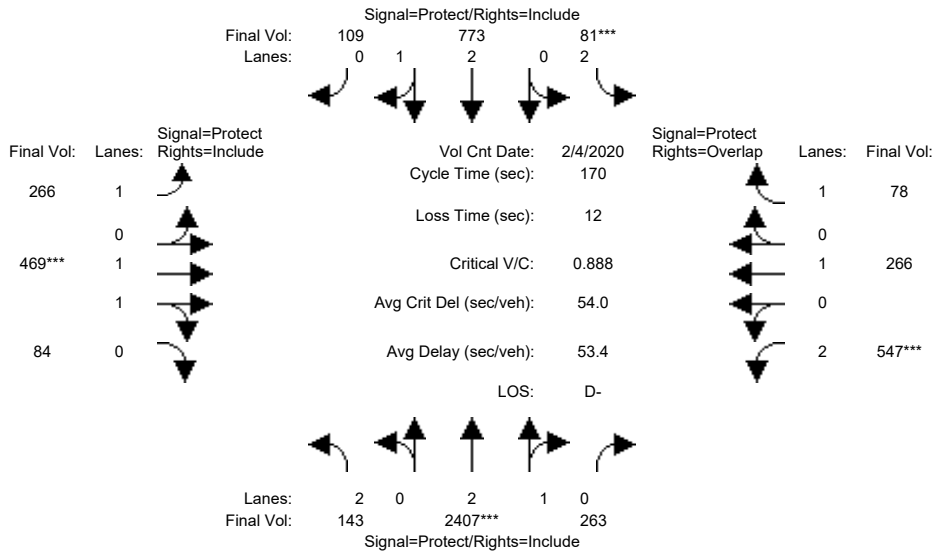 Signal=Protect/Rights=Include
Final Vol: 109 773 81***
Lanes: 0 1 2 0 2
Signal=Protect
Final Vol: Lanes: Rights=Include
Vol Cnt Date: 2/4/2020
Signal=Protect
Rights=Overlap Lanes: Final Vol:
Cycle Time (sec): 170
266 1
1 78
Loss Time (sec): 12
0
0
469*** 1
Critical V/C: 0.888
1 266
1
Avg Crit Del (sec/veh): 54.0
0
84 0
Avg Delay (sec/veh): 53.4
2 547***
LOS: D-
Lanes: 2 0 2 1 0
Final Vol: 143 2407*** 263
Signal=Protect/Rights=Include